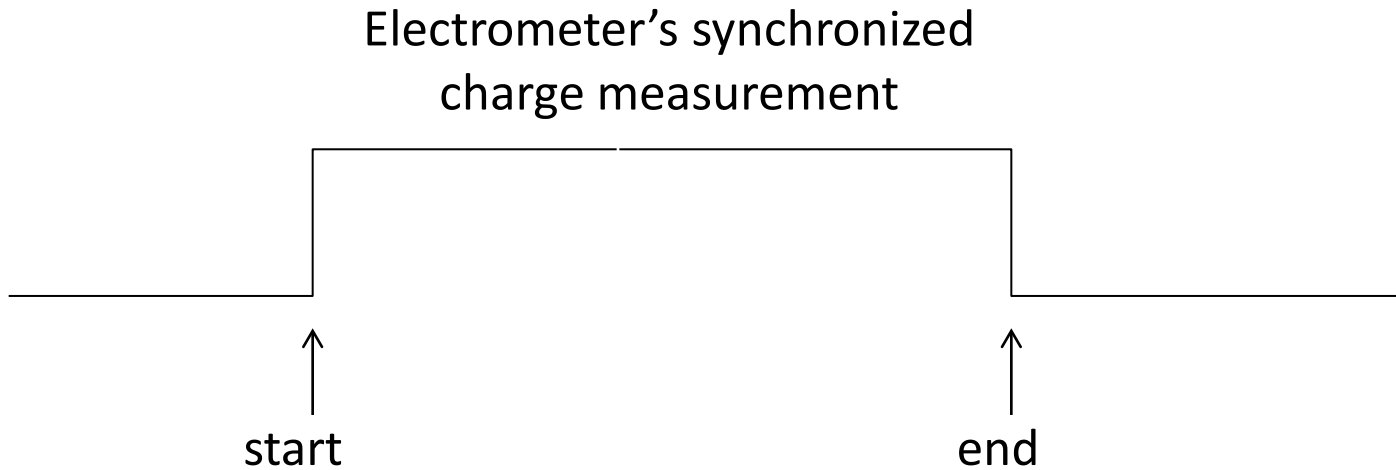 Electrometer’s synchronized
charge measurement
start
end